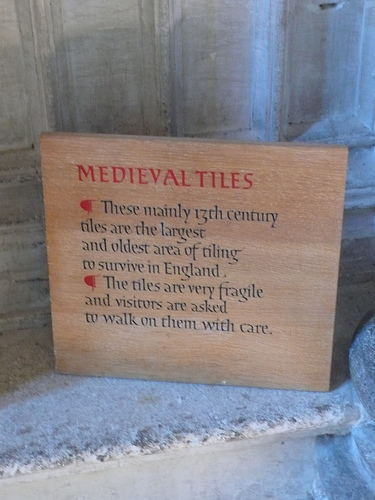 MEDIEVAL TILES
¶ These mainly 13th century
tiles are the largest
and oldest area of tiling
to survive in England.
¶ The tiles are very fragile
and visitors are asked
to walk on them with care.